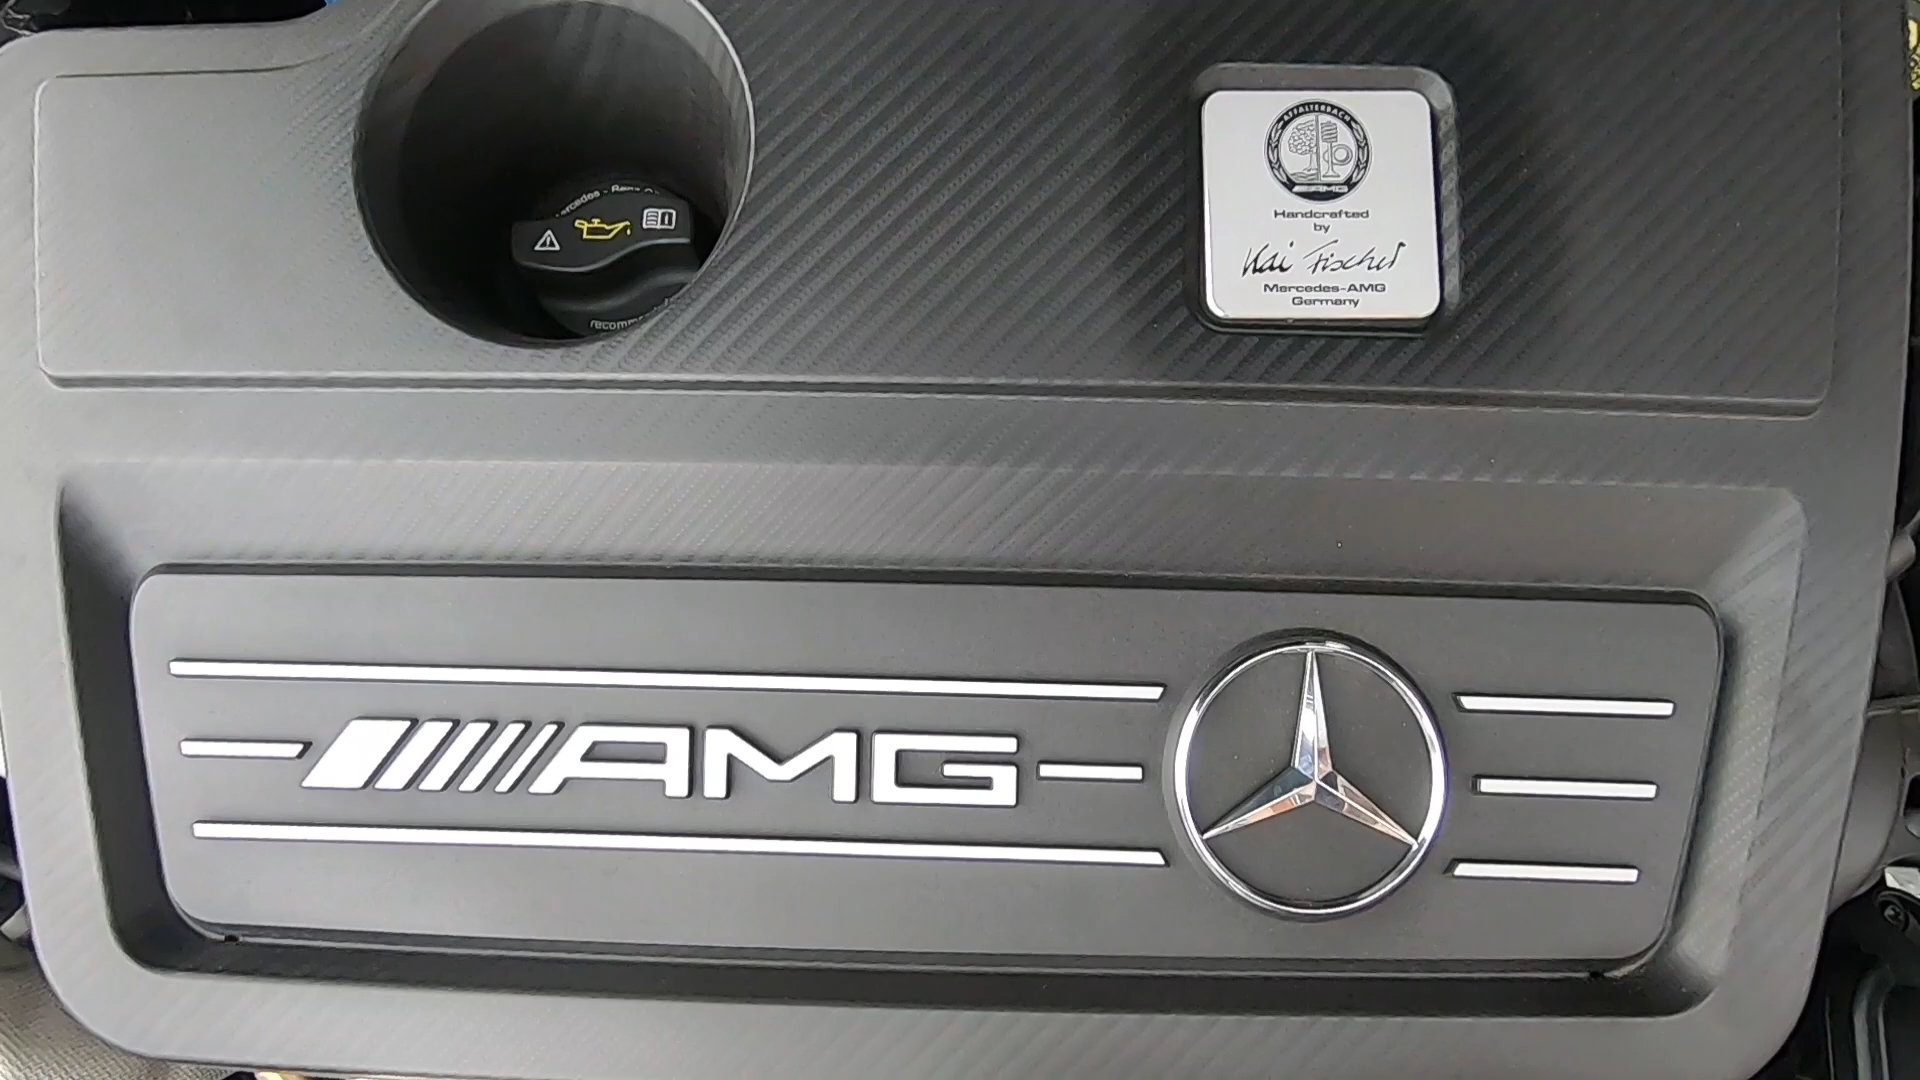 AFFALTERBACH
AMG
Handcrafted
by
Kai Fischer
Mercedes-AMG
Germany
AMG